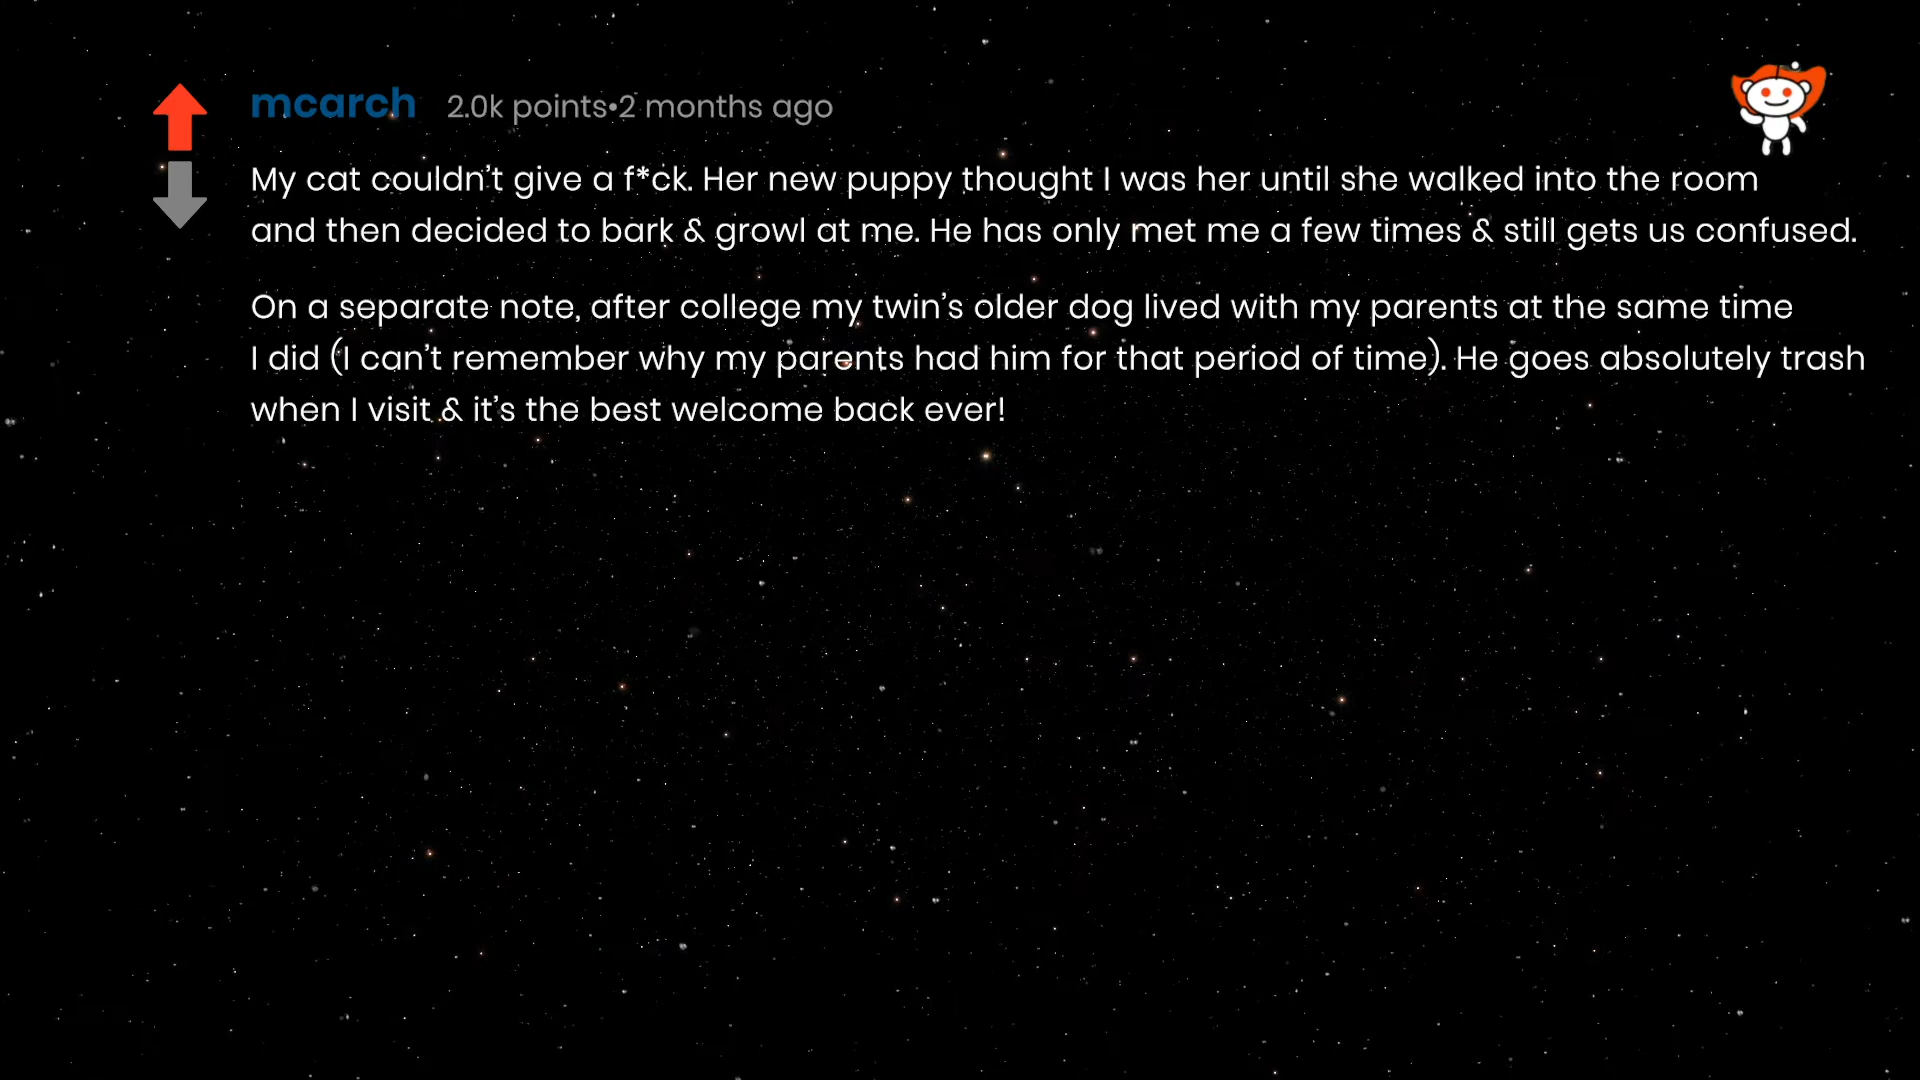 mcarch 2.0k points•2 months ago
My cat couldn’t give a f*ck. Her new puppy thought I was her until she walked into the room
and then decided to bark & growl at me. He has only met me a few times & still gets us confused.
On a separate note, after college my twin’s older dog lived with my parents at the same time
I did (I can’t remember why my parents had him for that period of time). He goes absolutely trash
when I visit & it’s the best welcome back ever!